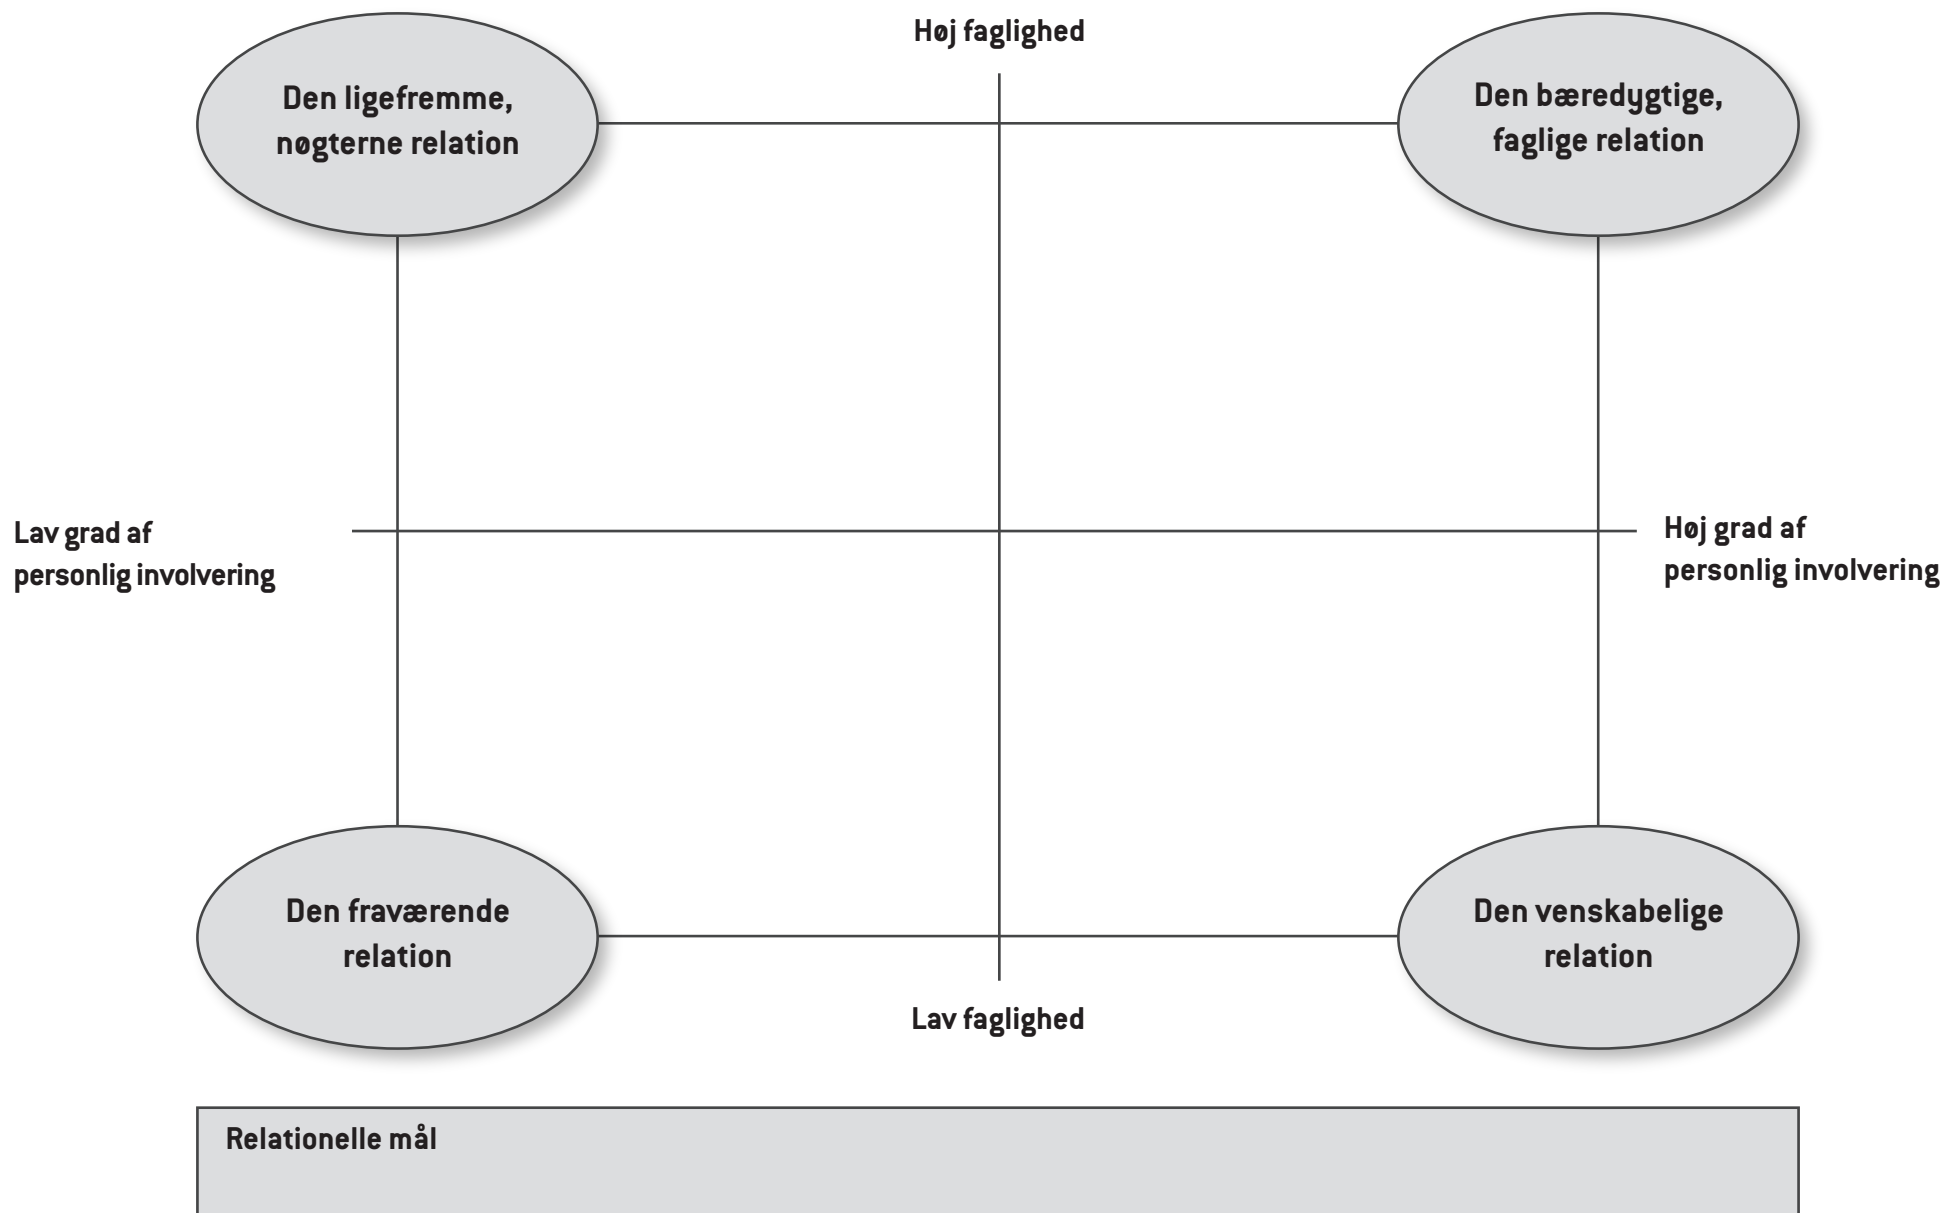 Høj faglighed
Den ligefremme,
nøgterne relation
Den bæredygtige,
faglige relation
Lav grad af
personlig involvering
Høj grad af
personlig involvering
Den fraværende
relation
Den venskabelige
relation
Lav faglighed
Relationelle mål